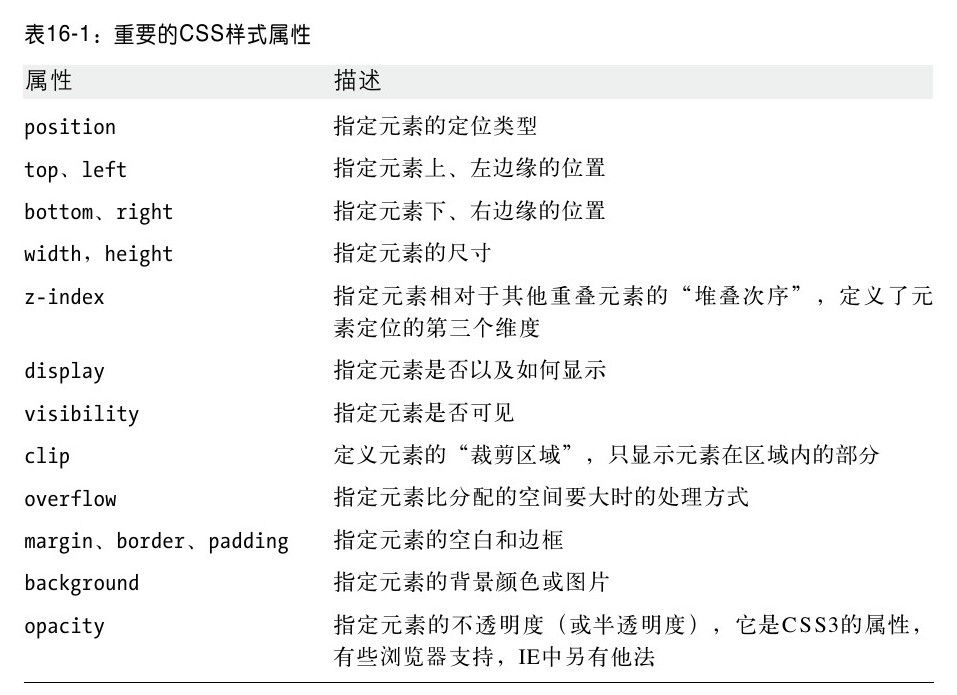 表16-1：重要的CSS样式属性
属性 描述
position 指定元素的定位类型
top、left 指定元素上、左边缘的位置
bottom、right 指定元素下、右边缘的位置
width，height 指定元素的尺寸
z-index 指定元素相对于其他重叠元素的“堆叠次序”，定义了元
素定位的第三个维度
display 指定元素是否以及如何显示
visibility 指定元素是否可见
clip 定义元素的“裁剪区域”，只显示元素在区域内的部分
overflow 指定元素比分配的空间要大时的处理方式
margin、border、padding 指定元素的空白和边框
background 指定元素的背景颜色或图片
opacity 指定元素的不透明度（或半透明度），它是CSS3的属性，
有些浏览器支持，IE中另有他法